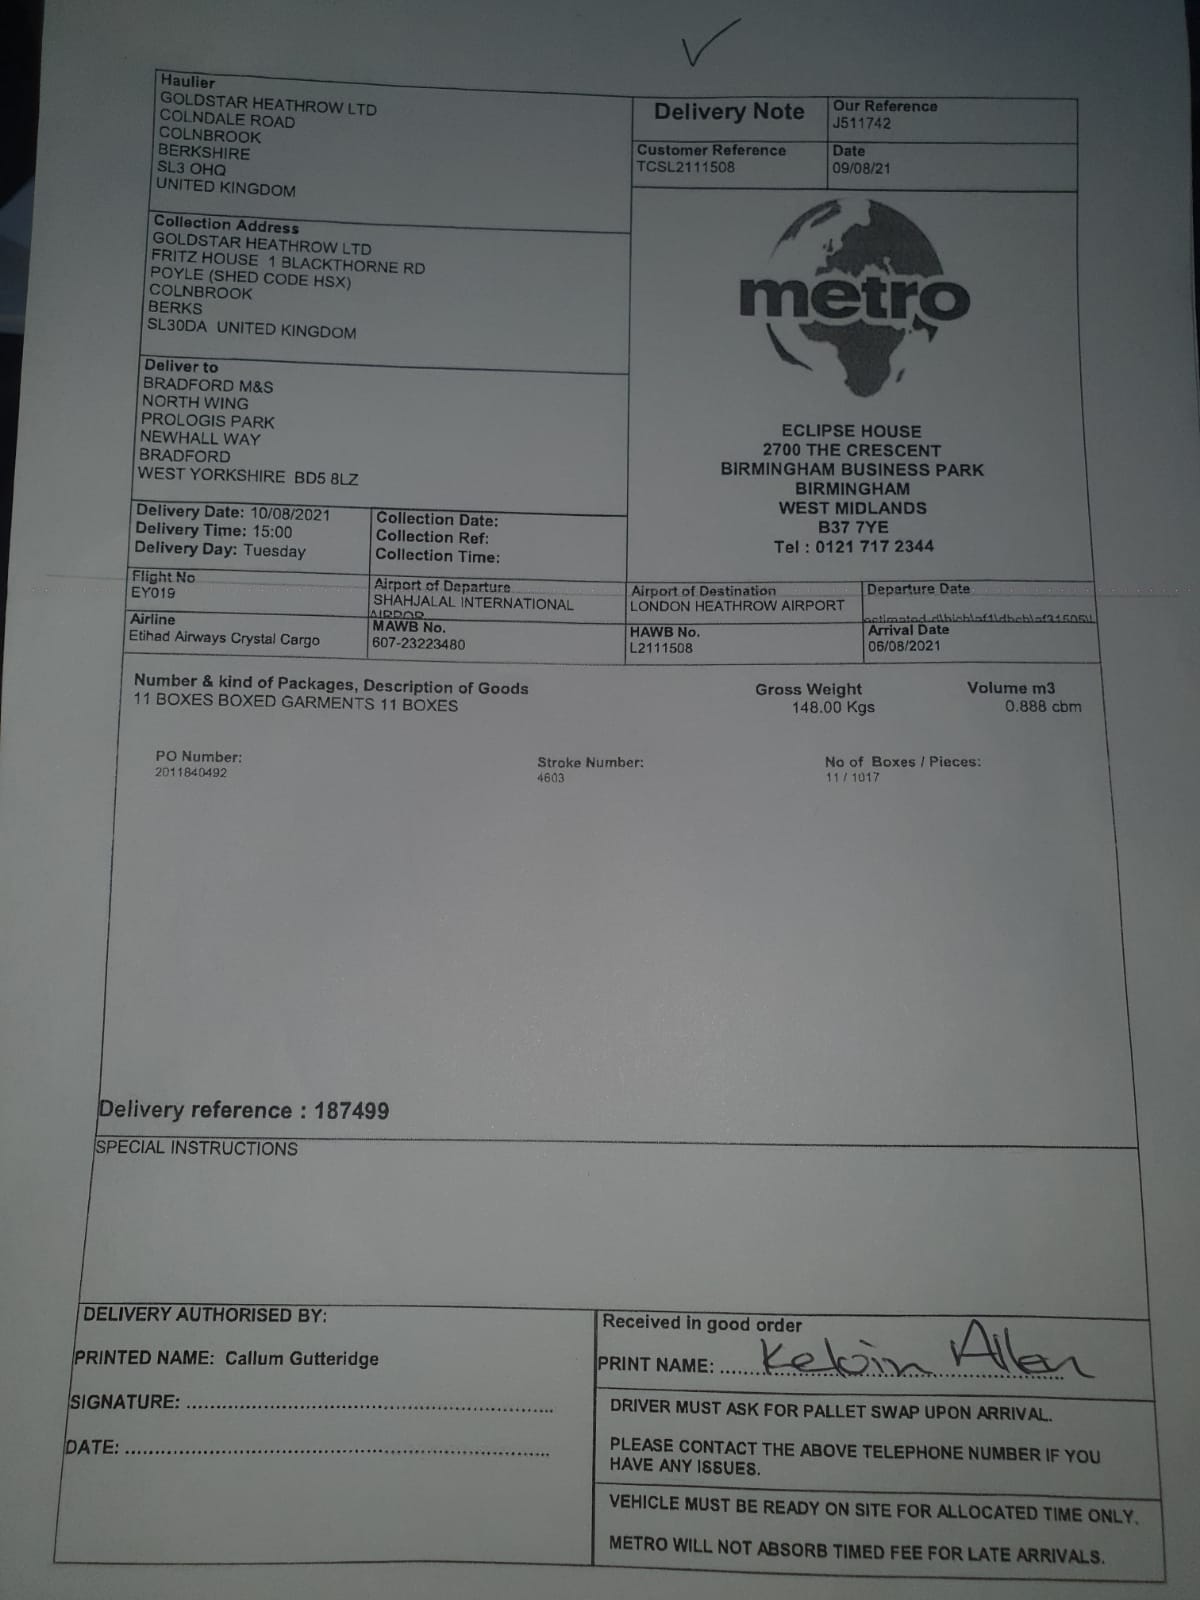 Haulier
GOLDSTAR HEATHROW LTD
COLNDALE ROAD
COLNBROOK
BERKSHIRE
SL3 OHQ
UNITED KINGDOM
Delivery Note
Our Reference
J511742
Customer Reference
TCSL2111508
Date
09/08/21
Collection Address
GOLDSTAR HEATHROW LTD
FRITZ HOUSE 1 BLACKTHORNE RD
POYLE (SHED CODE HSX)
COLNBROOK
BERKS
SL30DA UNITED KINGDOM
metro
Deliver to
BRADFORD M&S
NORTH WING
PROLOGIS PARK
NEWHALL WAY
BRADFORD
WEST YORKSHIRE BD5 8LZ
ECLIPSE HOUSE
2700 THE CRESCENT
BIRMINGHAM BUSINESS PARK
BIRMINGHAM
WEST MIDLANDS
B37 7YE
Tel : 0121 717 2344
Delivery Date: 10/08/2021
Delivery Time: 15:00
Delivery Day: Tuesday
Collection Date:
Collection Ref:
Collection Time:
Flight No
EY019
Airport of Departure
SHAHJALAL INTERNATIONAL
AIRPOR
Airport of Destination
LONDON HEATHROW AIRPORT
Departure Date
Airline
Etihad Airways Crystal Cargo
MAWB No.
607-23223480
HAWB No.
L2111508
Arrival Date
06/08/2021
Number & kind of Packages, Description of Goods
11 BOXES BOXED GARMENTS 11 BOXES
Gross Weight
148.00 Kgs
Volume m3
0.888 cbm
PO Number:
2011840492
Stroke Number:
4603
No of Boxes / Pieces:
11 / 1017
Delivery reference : 187499
SPECIAL INSTRUCTIONS
DELIVERY AUTHORISED BY:
PRINTED NAME: Callum Gutteridge
SIGNATURE:
DATE:
Received in good order
PRINT NAME: Kelvin Allen
DRIVER MUST ASK FOR PALLET SWAP UPON ARRIVAL.
PLEASE CONTACT THE ABOVE TELEPHONE NUMBER IF YOU
HAVE ANY ISSUES.
VEHICLE MUST BE READY ON SITE FOR ALLOCATED TIME ONLY.
METRO WILL NOT ABSORB TIMED FEE FOR LATE ARRIVALS.